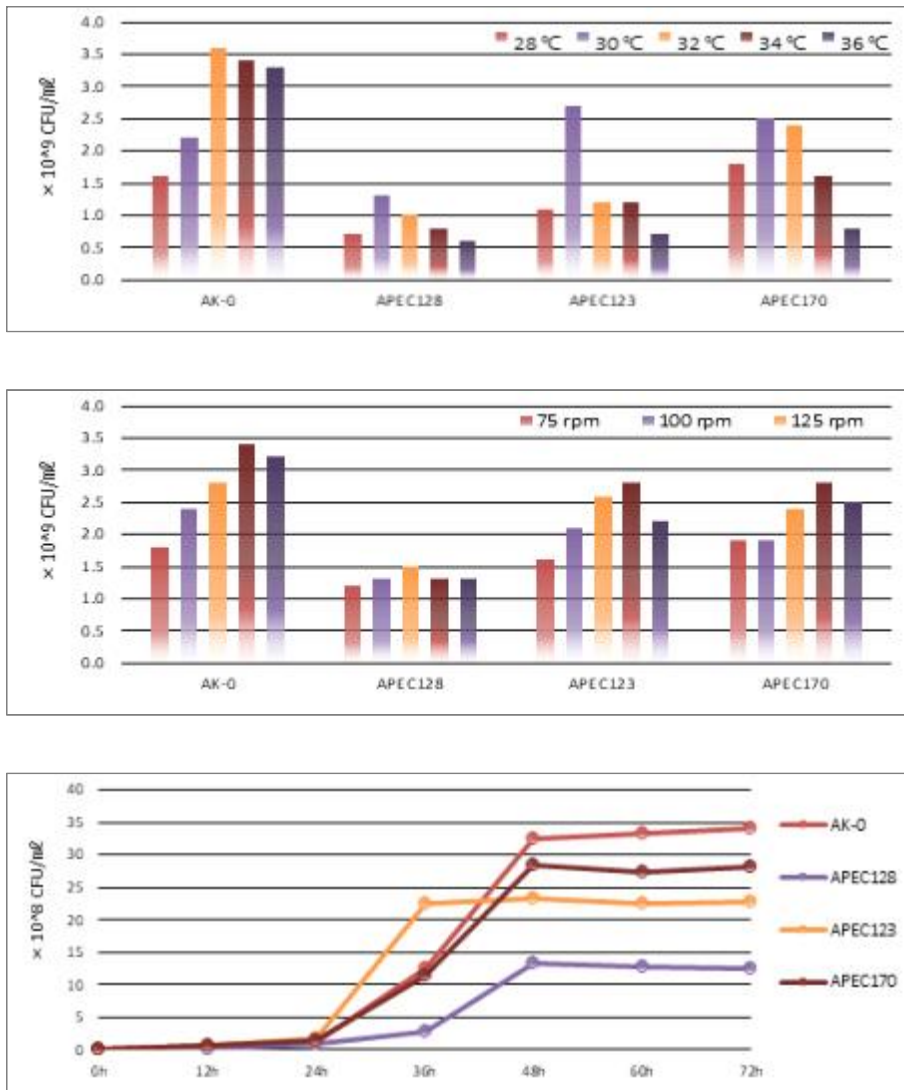 4.0
28 ℃ 30 ℃ 32 ℃ 34 ℃ 36 ℃
3.5
3.0
2.5
2.0
1.5
1.0
0.5
0.0
× 10^9 CFU/㎖
AK-0 APEC128 APEC123 APEC170
4.0
75 rpm 100 rpm 125 rpm
3.5
3.0
2.5
2.0
1.5
1.0
0.5
0.0
× 10^9 CFU/㎖
AK-0 APEC128 APEC123 APEC170
40
35
30
25
20
15
10
5
0
× 10^8 CFU/㎖
0h 12h 24h 36h 48h 60h 72h
AK-0
APEC128
APEC123
APEC170